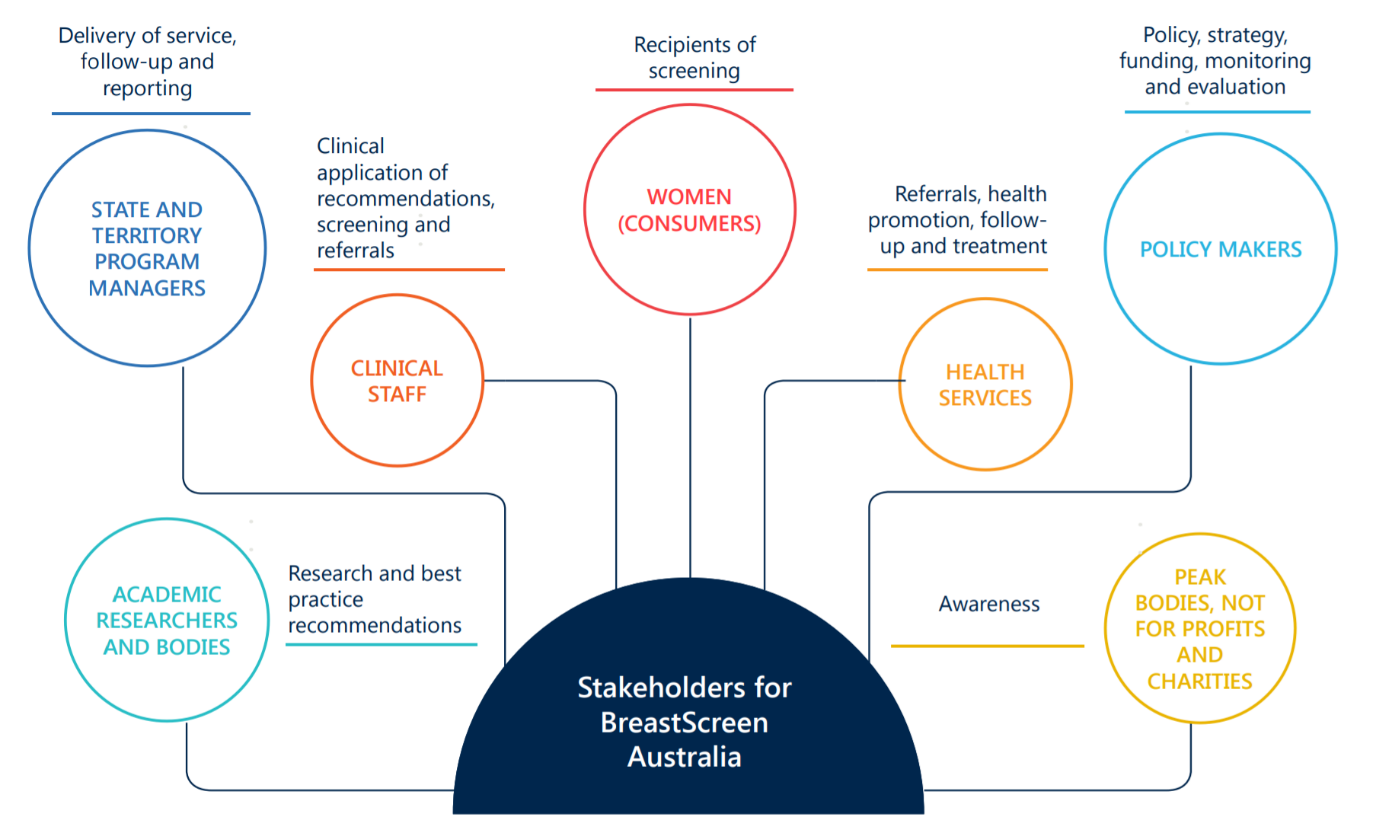 Delivery of service,
follow-up and
reporting
STATE AND
TERRITORY
PROGRAM
MANAGERS
Clinical
application of
recommendations,
screening and
referrals
CLINICAL
STAFF
Recipients of
screening
WOMEN
(CONSUMERS)
Referrals, health
promotion, follow-
up and treatment
HEALTH
SERVICES
Policy, strategy,
funding, monitoring
and evaluation
POLICY MAKERS
ACADEMIC
RESEARCHERS
AND BODIES
Research and best
practice
recommendations
Stakeholders for
BreastScreen
Australia
Awareness
PEAK
BODIES, NOT
FOR PROFITS
AND
CHARITIES